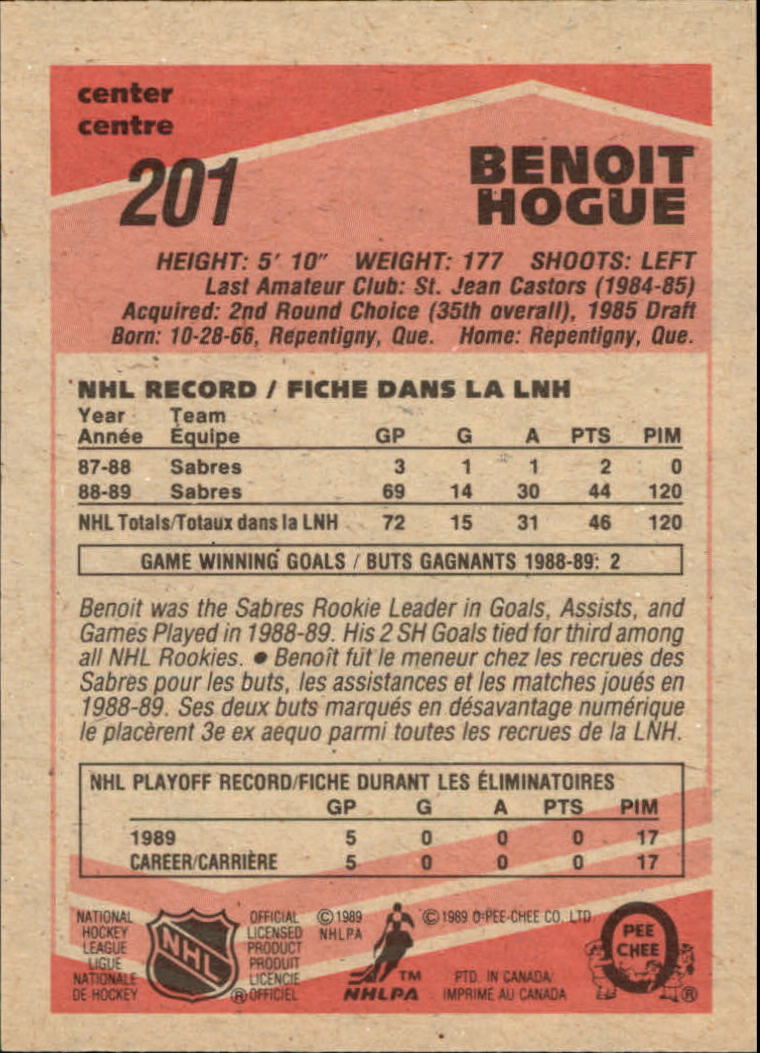 center
centre
201
BENOIT
HOGUE
HEIGHT: 5' 10" WEIGHT: 177 SHOOTS: LEFT
Last Amateur Club: St. Jean Castors (1984-85)
Acquired: 2nd Round Choice (35th overall), 1985 Draft
Born: 10-28-66, Repentigny, Que. Home: Repentigny, Que.
NHL RECORD / FICHE DANS LA LNH
Year Team
Année Équipe GP G A PTS PIM
87-88 Sabres 3 1 1 2 0
88-89 Sabres 69 14 30 44 120
NHL Totals/Totaux dans la LNH 72 15 31 46 120
GAME WINNING GOALS / BUTS GAGNANTS 1988-89: 2
Benoit was the Sabres Rookie Leader in Goals, Assists, and
Games Played in 1988-89. His 2 SH Goals tied for third among
all NHL Rookies. ● Benoît fut le meneur chez les recrues des
Sabres pour les buts, les assistances et les matches joués en
1988-89. Ses deux buts marqués en désavantage numérique
le placèrent 3e ex aequo parmi toutes les recrues de la LNH.
NHL PLAYOFF RECORD/FICHE DURANT LES ÉLIMINATOIRES
GP G A PTS PIM
1989 5 0 0 0 17
CAREER/CARRIÈRE 5 0 0 0 17
NATIONAL
HOCKEY
LEAGUE
LIGUE
NATIONALE
DE HOCKEY
NHL
OFFICIAL
LICENSED
PRODUCT
PRODUIT
LICENCIE
® OFFICIEL
© 1989
NHLPA
TM
NHLPA
© 1989 O-PEE-CHEE CO. LTD.
PTD. IN CANADA
IMPRIMÉ AU CANADA
O
PEE
CHEE
®